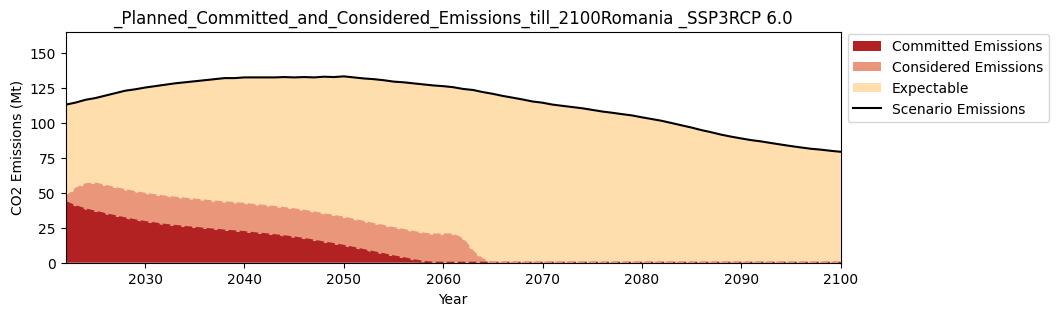 _Planned_Committed_and_Considered_Emissions_till_2100Romania _SSP3RCP 6.0
Committed Emissions
Considered Emissions
Expectable
Scenario Emissions
CO2 Emissions (Mt)
150
125
100
75
50
25
0
2030 2040 2050 2060 2070 2080 2090 2100
Year